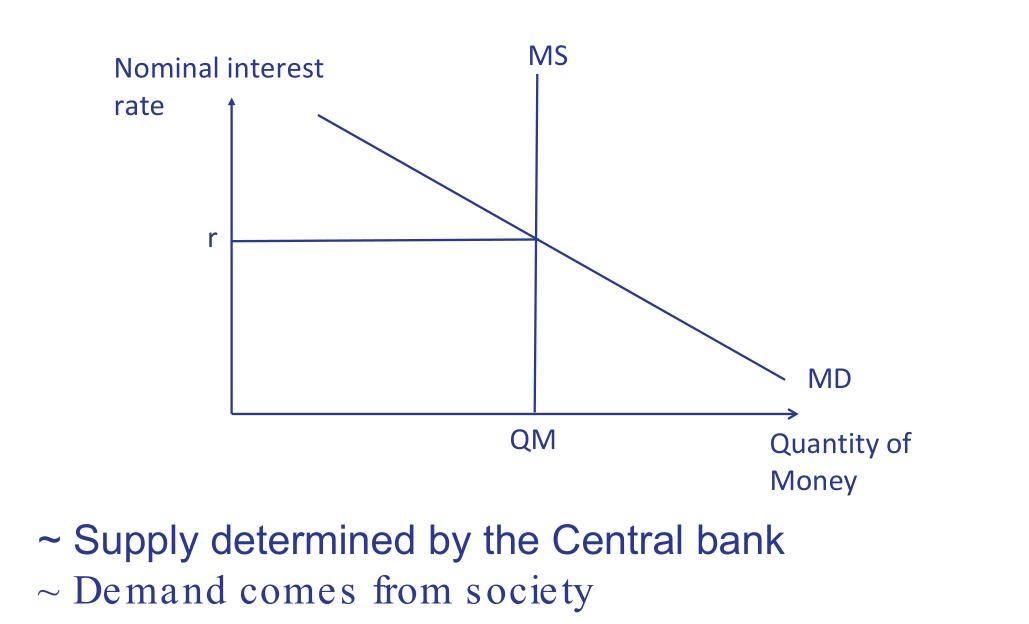 MS
Nominal interest
rate
r
MD
QM
Quantity of
Money
~ Supply determined by the Central bank
~ Demand comes from society